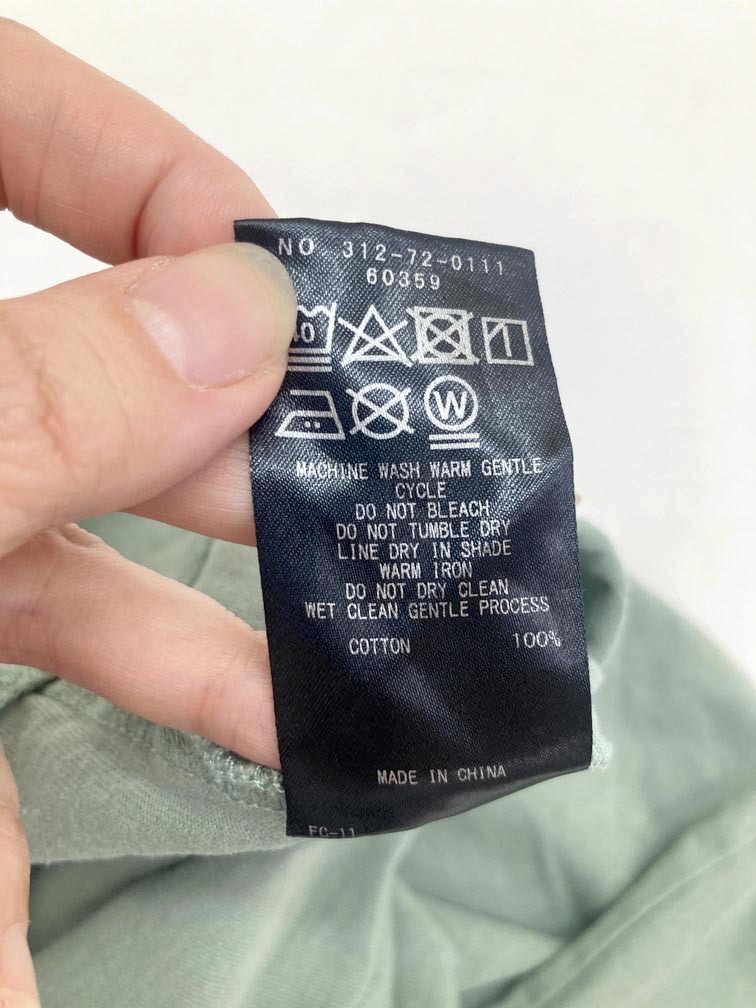 NO. 312-72-0111
60359
W
MACHINE WASH WARM GENTLE
CYCLE
DO NOT BLEACH
DO NOT TUMBLE DRY
LINE DRY IN SHADE
WARM IRON
DO NOT DRY CLEAN
WET CLEAN GENTLE PROCESS
COTTON 100%
MADE IN CHINA
FC-11